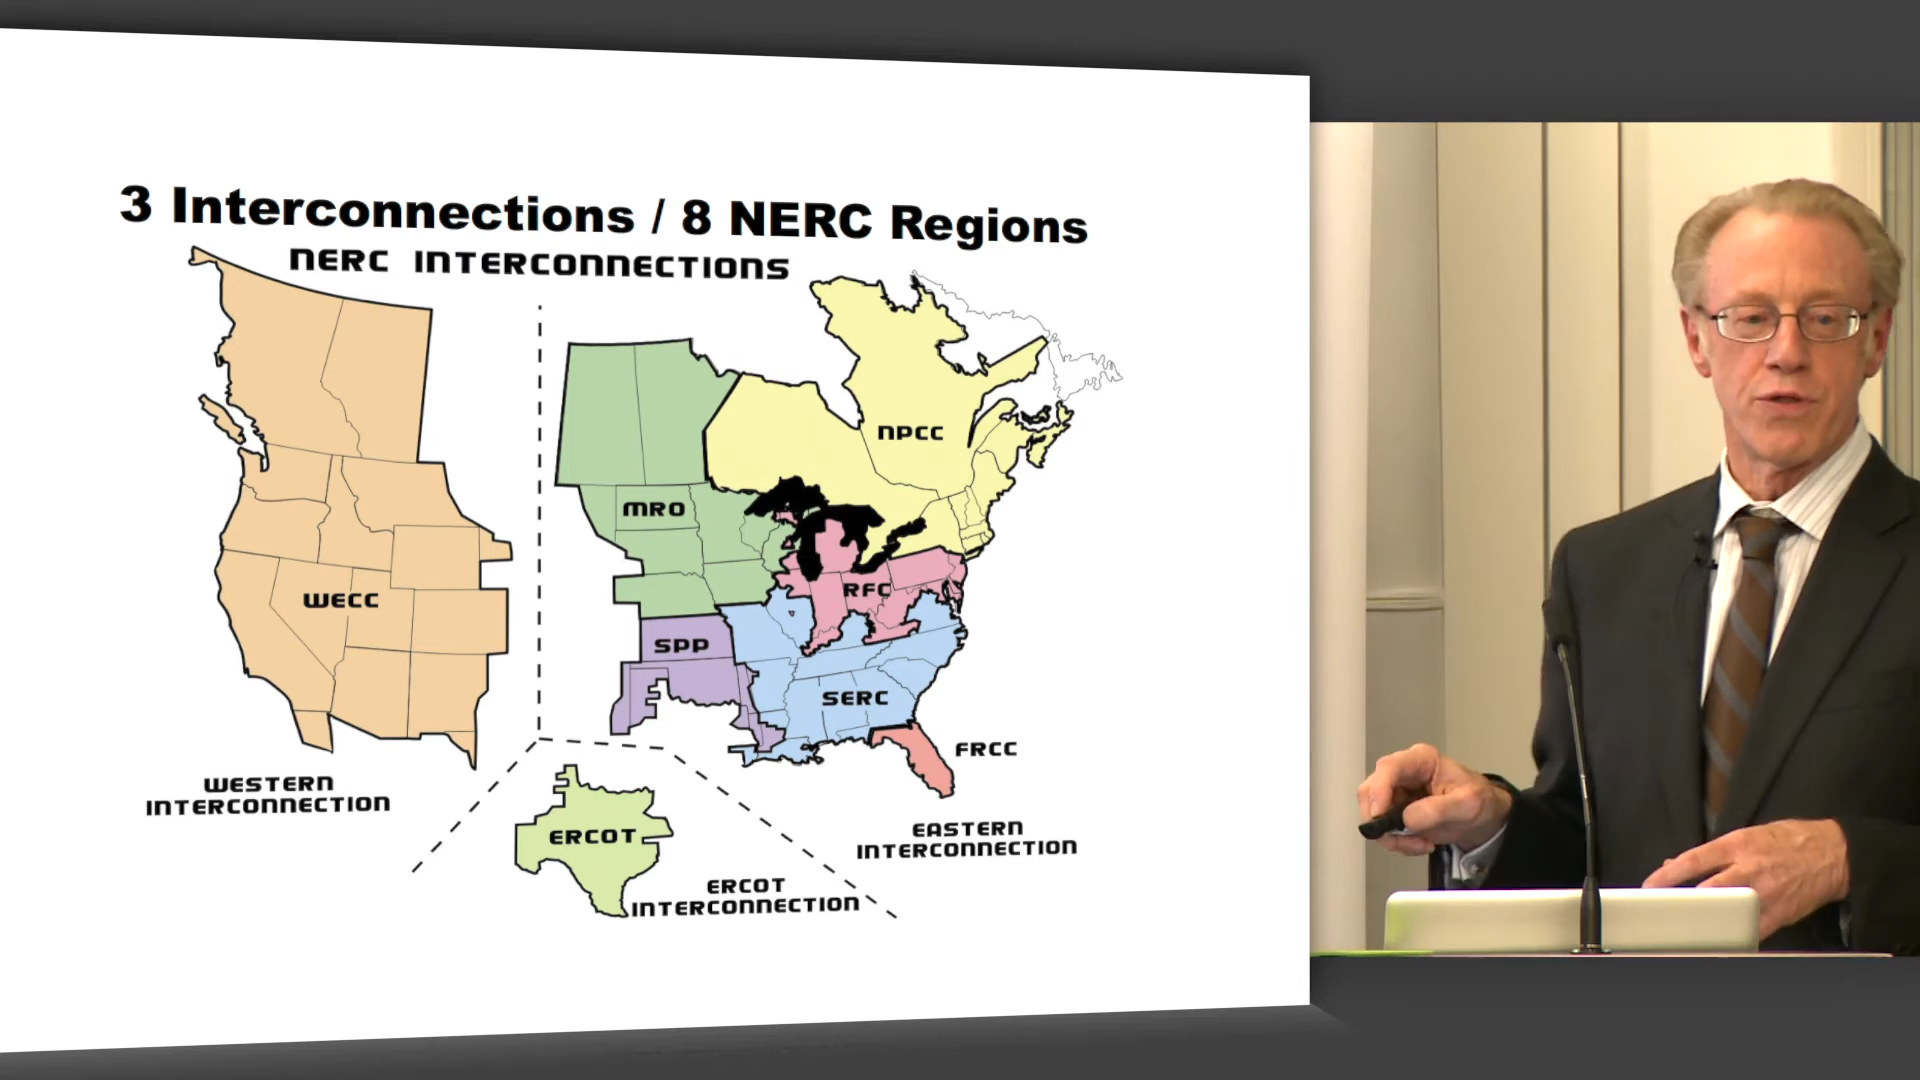 3 Interconnections / 8 NERC Regions
NERC INTERCONNECTIONS
NPCC
MRO
RFC
WECC
SPP
SERC
FRCC
WESTERN
INTERCONNECTION
ERCOT
EASTERN
INTERCONNECTION
ERCOT
INTERCONNECTION